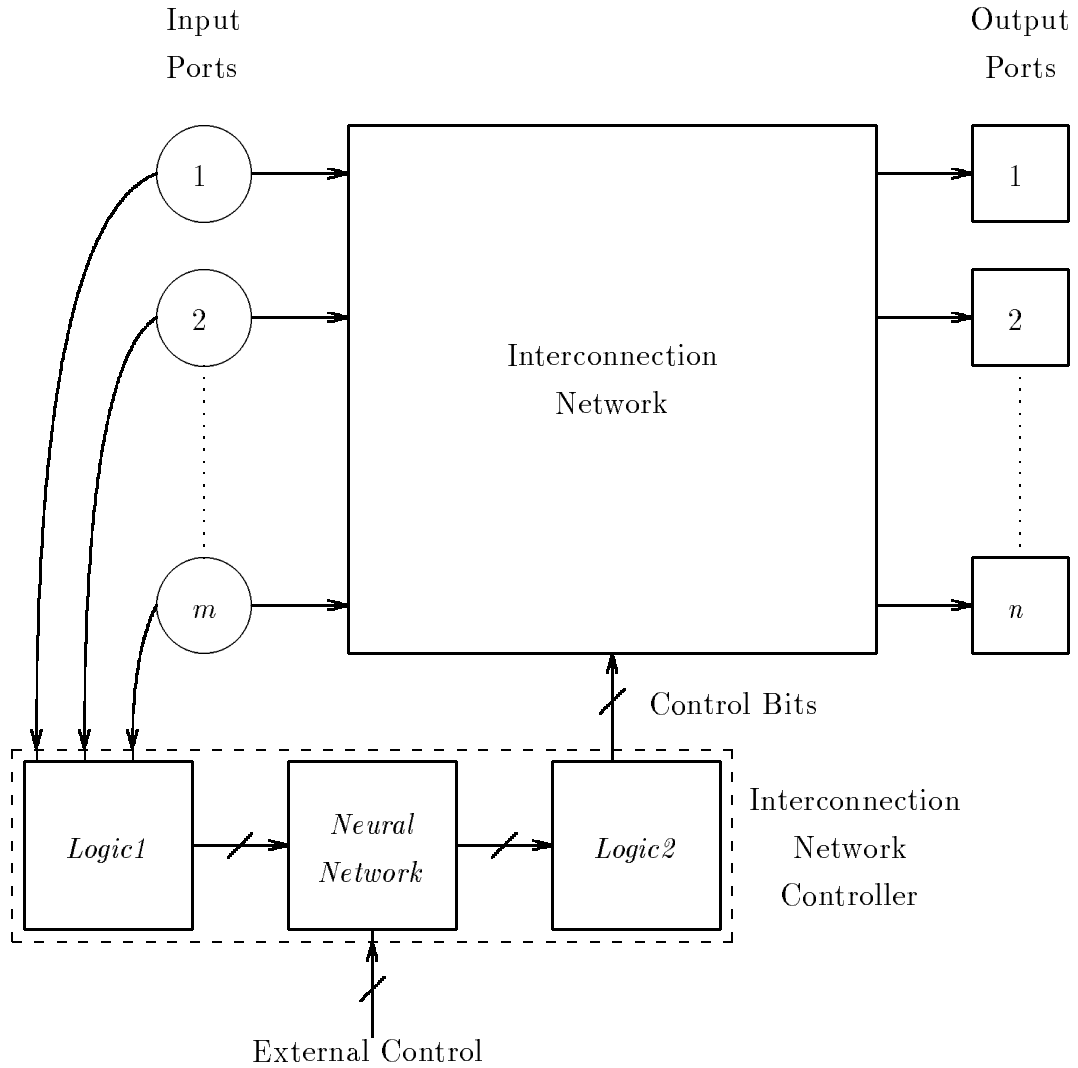 Input
Ports
Output
Ports
1
1
2
2
Interconnection
Network
m
n
Control Bits
Logic1
Neural
Network
Logic2
Interconnection
Network
Controller
External Control